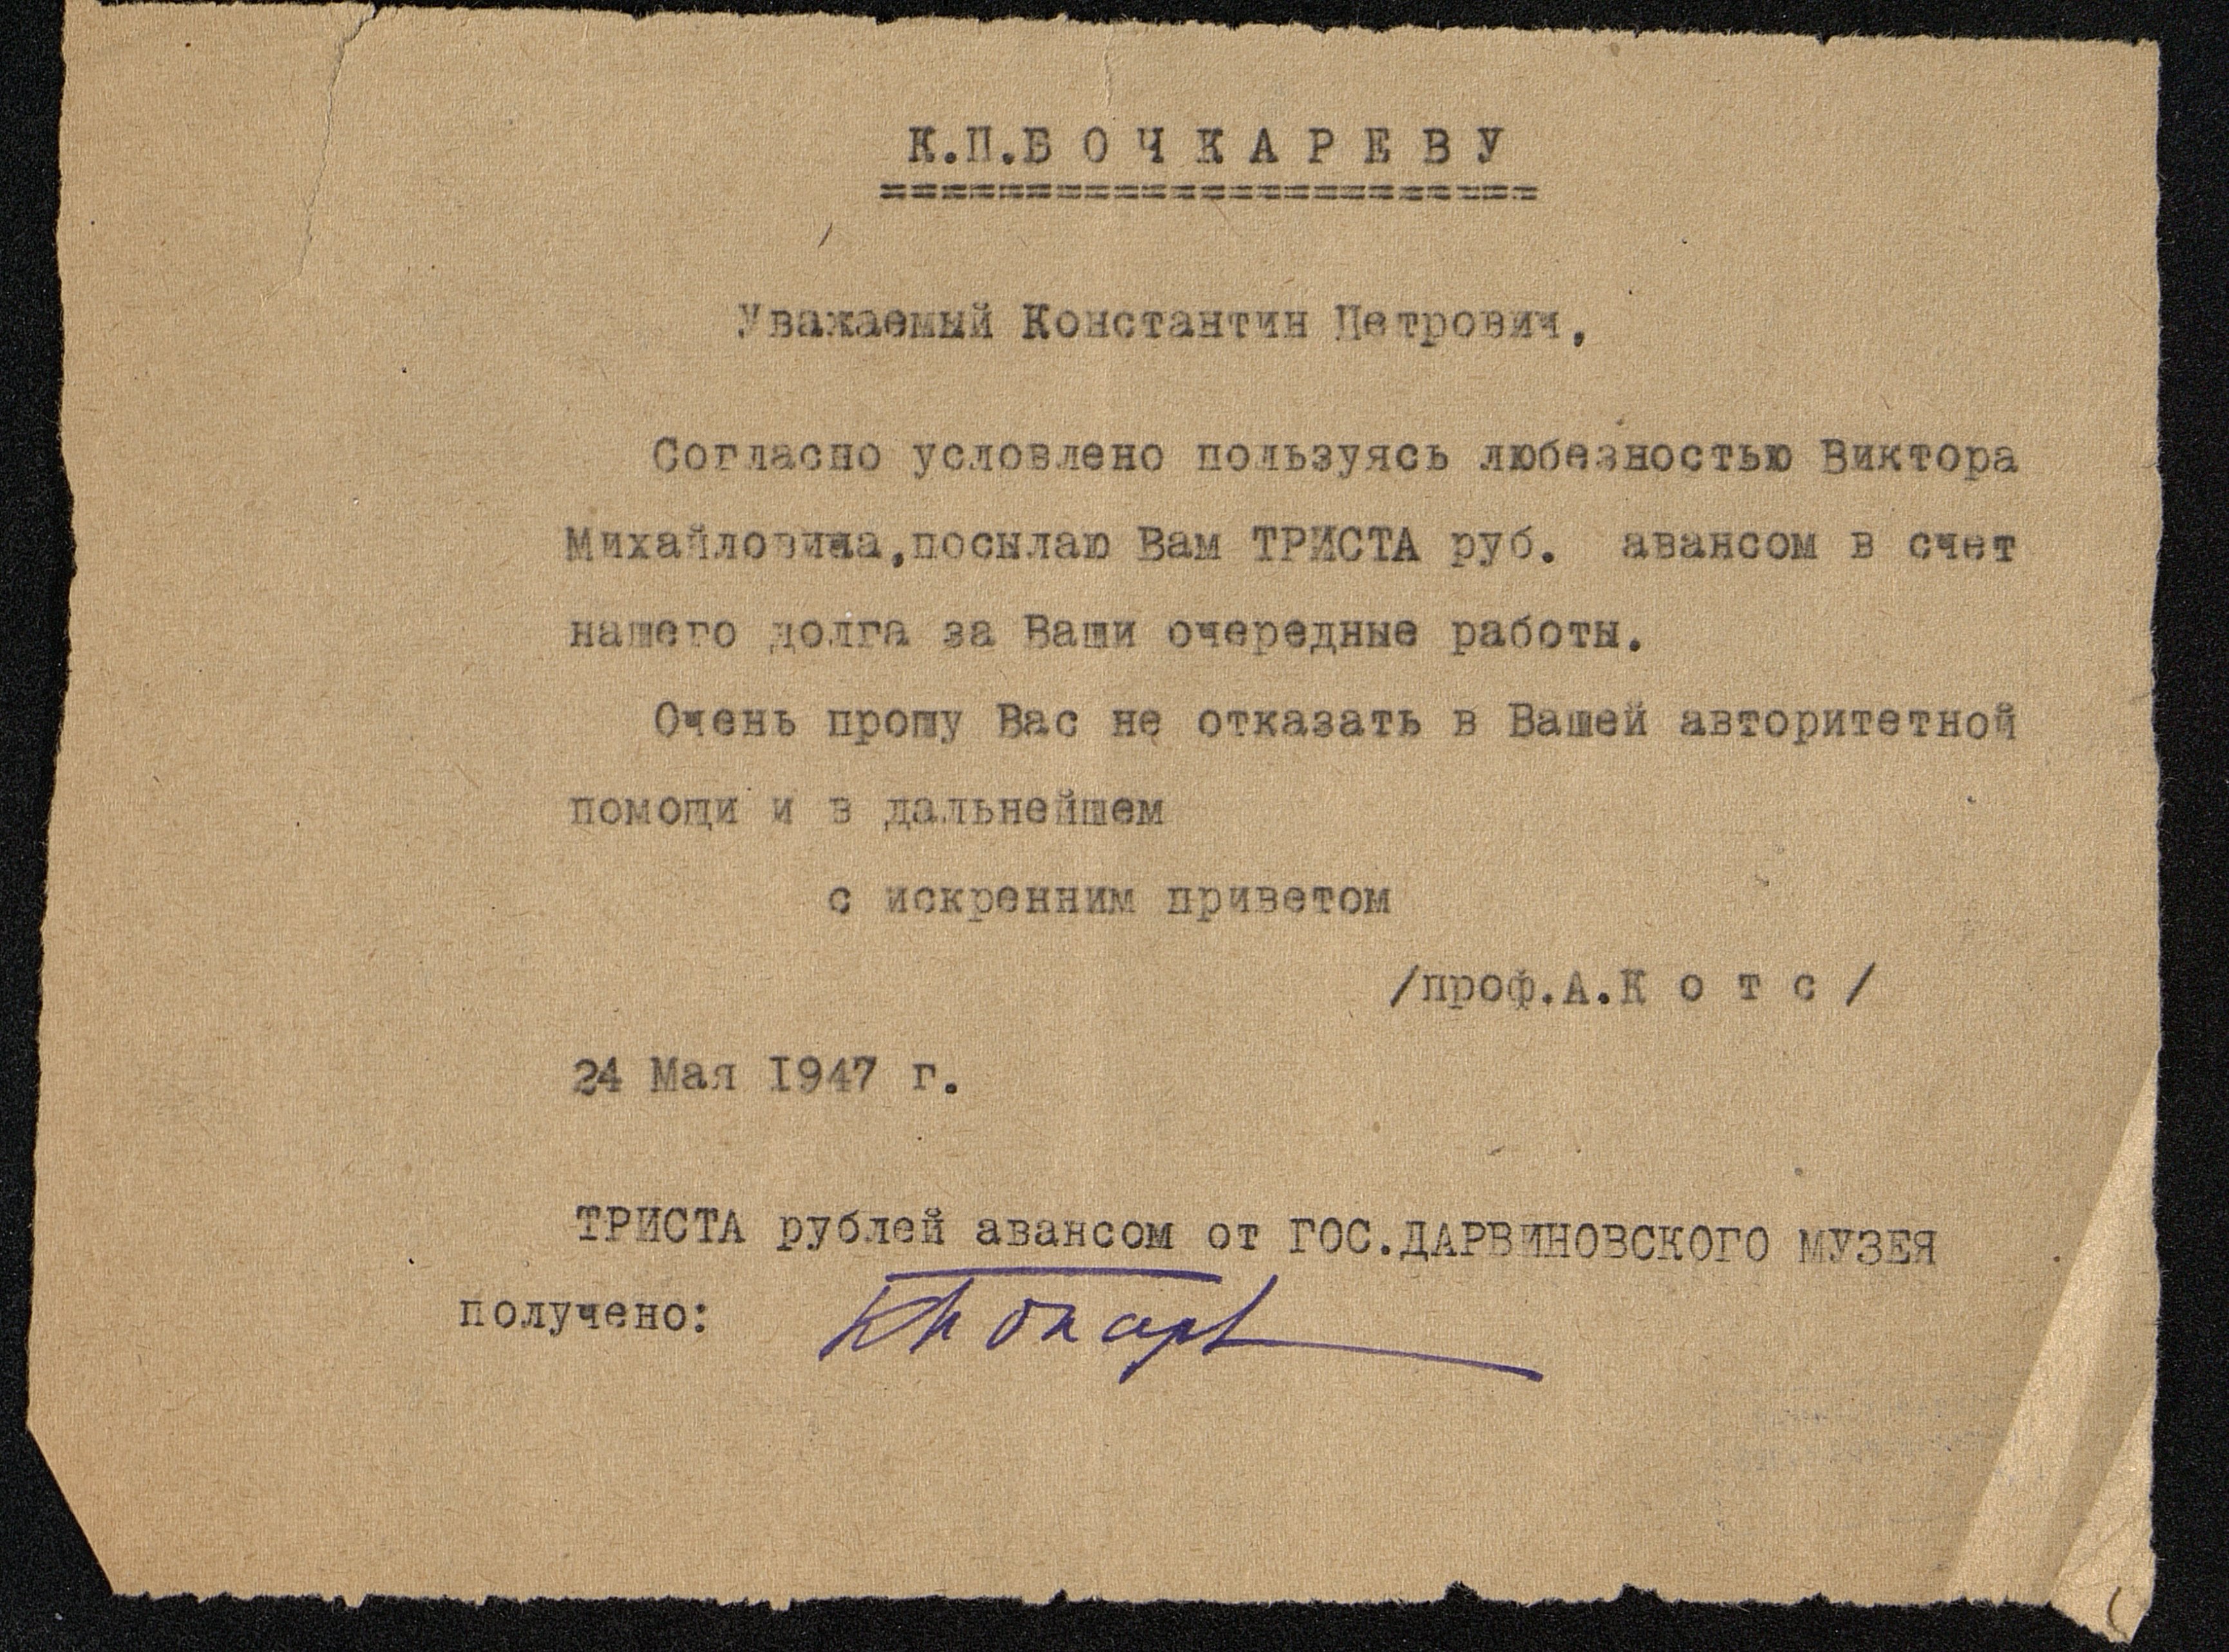 К.П.Б О Ч К А Р Е В У
=======================
Уважаемый Константин Петрович,
Согласно условлено пользуясь любезностью Виктора
Михайловича,посылаю Вам ТРИСТА руб. авансом в счет
нашего долга за Ваши очередные работы.
Очень прошу Вас не отказать в Вашей авторитетной
помощи и в дальнейшем
с искренним приветом
/проф.А.К о т с /
24 Мая I947 г.
ТРИСТА рублей авансом от ГОС.ДАРВИНОВСКОГО МУЗЕЯ
получено: